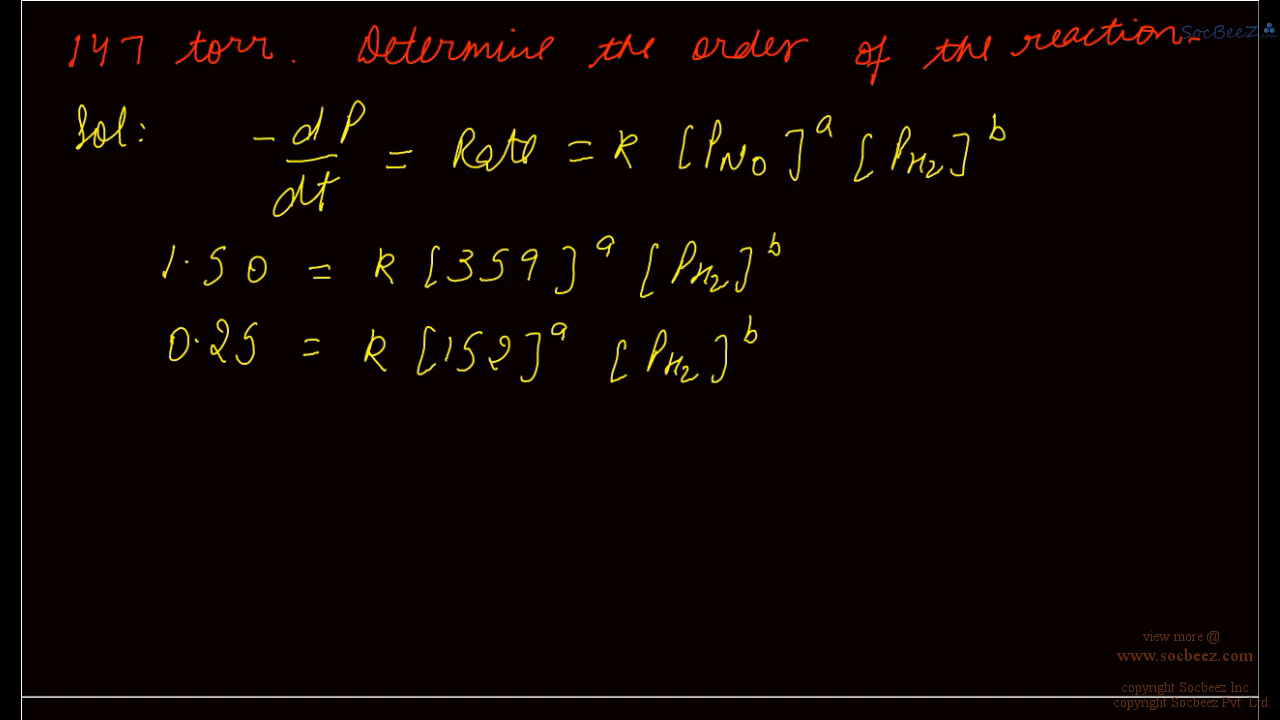 147 torr. Determine the order of the reaction.
SocBeeZ
Sol: -dP/dt = Rate = K [P_NO]^a [P_H2]^b
1.50 = K [359]^a [P_H2]^b
0.25 = K [152]^a [P_H2]^b
view more @
www.socbeez.com
copyright Socbeez Inc.
copyright Socbeez Pvt. Ltd.